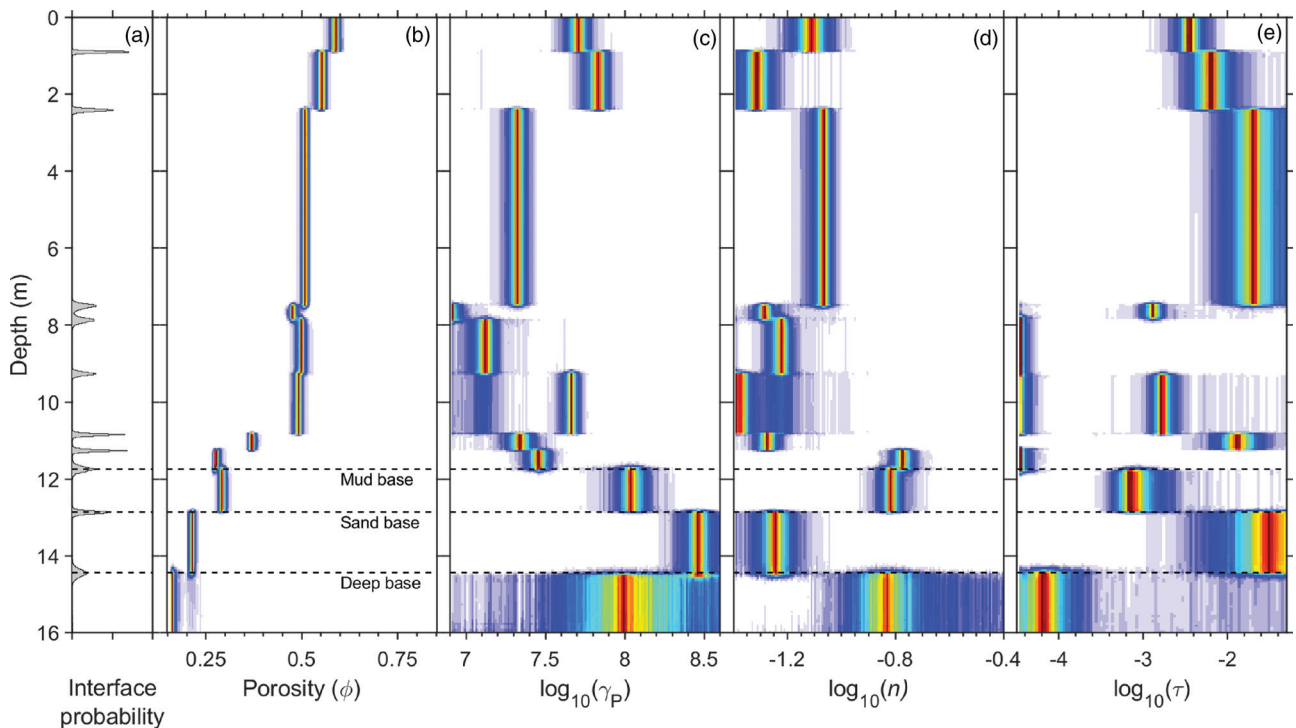 (a)
(b)
(c)
(d)
(e)
0
2
4
6
8
10
12
14
16
Depth (m)
Mud base
Sand base
Deep base
0.25 0.5 0.75
7 7.5 8 8.5
-1.2 -0.8 -0.4
-4 -3 -2
Interface
probability
Porosity (ϕ)
log10(γP)
log10(n)
log10(τ)